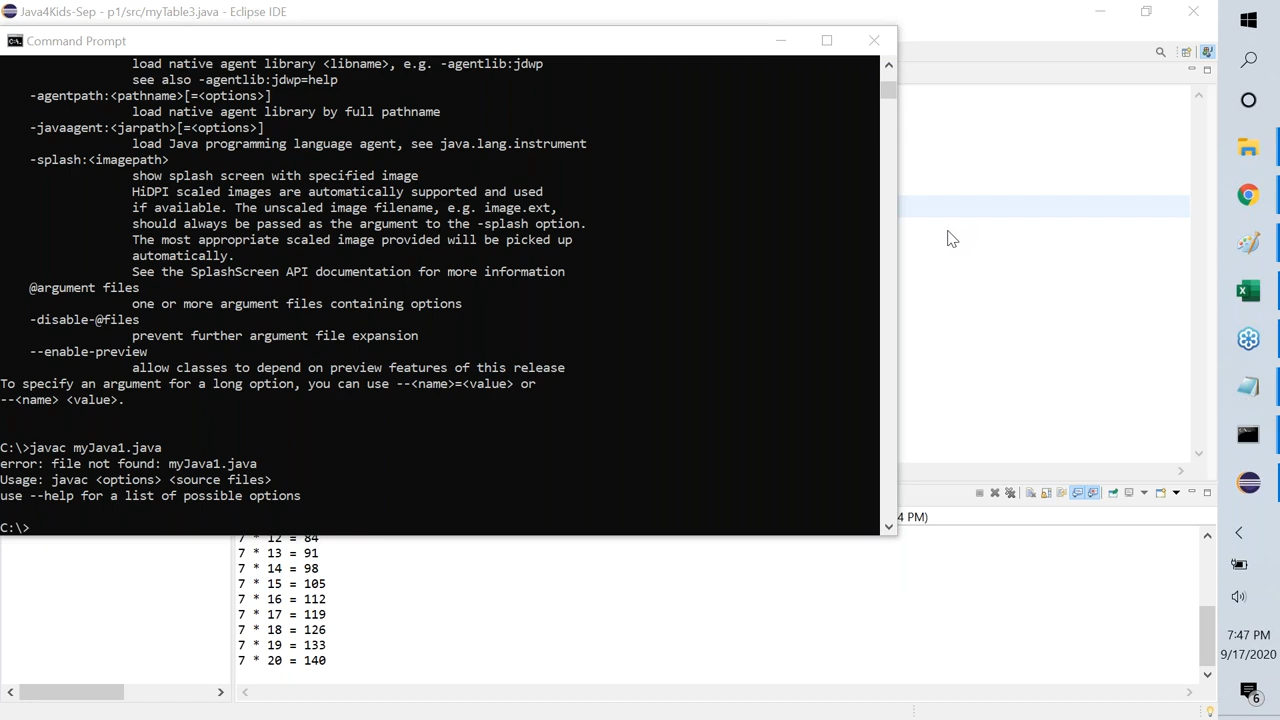 Java4Kids-Sep - p1/src/myTable3.java - Eclipse IDE
Command Prompt
load native agent library <libname>, e.g. -agentlib:jdwp
see also -agentlib:jdwp=help
-agentpath:<pathname>[=<options>]
load native agent library by full pathname
-javaagent:<jarpath>[=<options>]
load Java programming language agent, see java.lang.instrument
-splash:<imagepath>
show splash screen with specified image
HiDPI scaled images are automatically supported and used
if available. The unscaled image filename, e.g. image.ext,
should always be passed as the argument to the -splash option.
The most appropriate scaled image provided will be picked up
automatically.
See the SplashScreen API documentation for more information
@argument files
one or more argument files containing options
-disable-@files
prevent further argument file expansion
--enable-preview
allow classes to depend on preview features of this release
To specify an argument for a long option, you can use --<name>=<value> or
--<name> <value>.
C:\>javac myJava1.java
error: file not found: myJava1.java
Usage: javac <options> <source files>
use --help for a list of possible options
C:\>
4 PM)
7 * 12 = 84
7 * 13 = 91
7 * 14 = 98
7 * 15 = 105
7 * 16 = 112
7 * 17 = 119
7 * 18 = 126
7 * 19 = 133
7 * 20 = 140
7:47 PM
9/17/2020
6